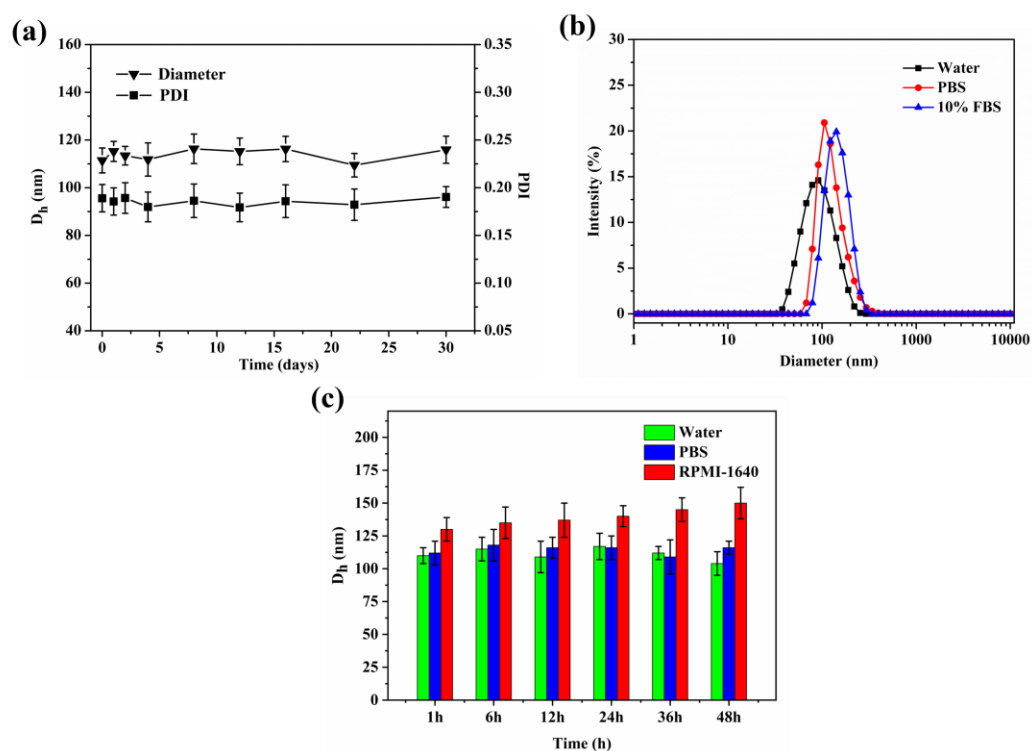 (a)
160
140
120
100
80
60
40
Dh (nm)
Diameter
PDI
0.35
0.30
0.25
0.20
0.15
0.10
0.05
PDI
0 5 10 15 20 25 30
Time (days)
(b)
30
25
20
15
10
5
0
Intensity (%)
Water
PBS
10% FBS
1 10 100 1000 10000
Diameter (nm)
(c)
200
175
150
125
100
75
50
25
0
Dh (nm)
Water
PBS
RPMI-1640
1h 6h 12h 24h 36h 48h
Time (h)